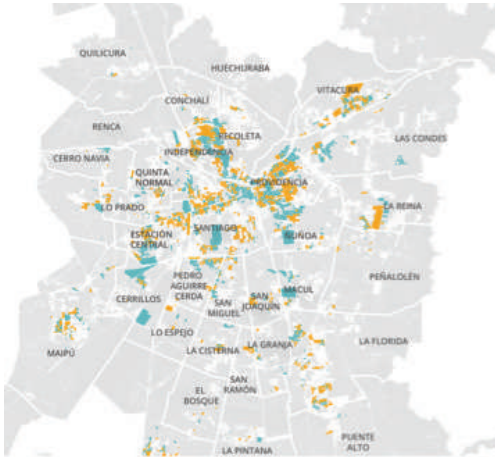 QUILICURA
HUECHURABA
VITACURA
CONCHALÍ
RENCA
RECOLETA
LAS CONDES
INDEPENDENCIA
CERRO NAVIA
QUINTA
NORMAL
PROVIDENCIA
LO PRADO
LA REINA
SANTIAGO
ESTACIÓN
CENTRAL
ÑUÑOA
PEDRO
AGUIRRE
CERDA
PEÑALOLÉN
CERRILLOS
SAN
MIGUEL
SAN
JOAQUÍN
MACUL
LO ESPEJO
MAIPÚ
LA CISTERNA
LA GRANJA
LA FLORIDA
SAN
RAMÓN
EL
BOSQUE
PUENTE
ALTO
LA PINTANA